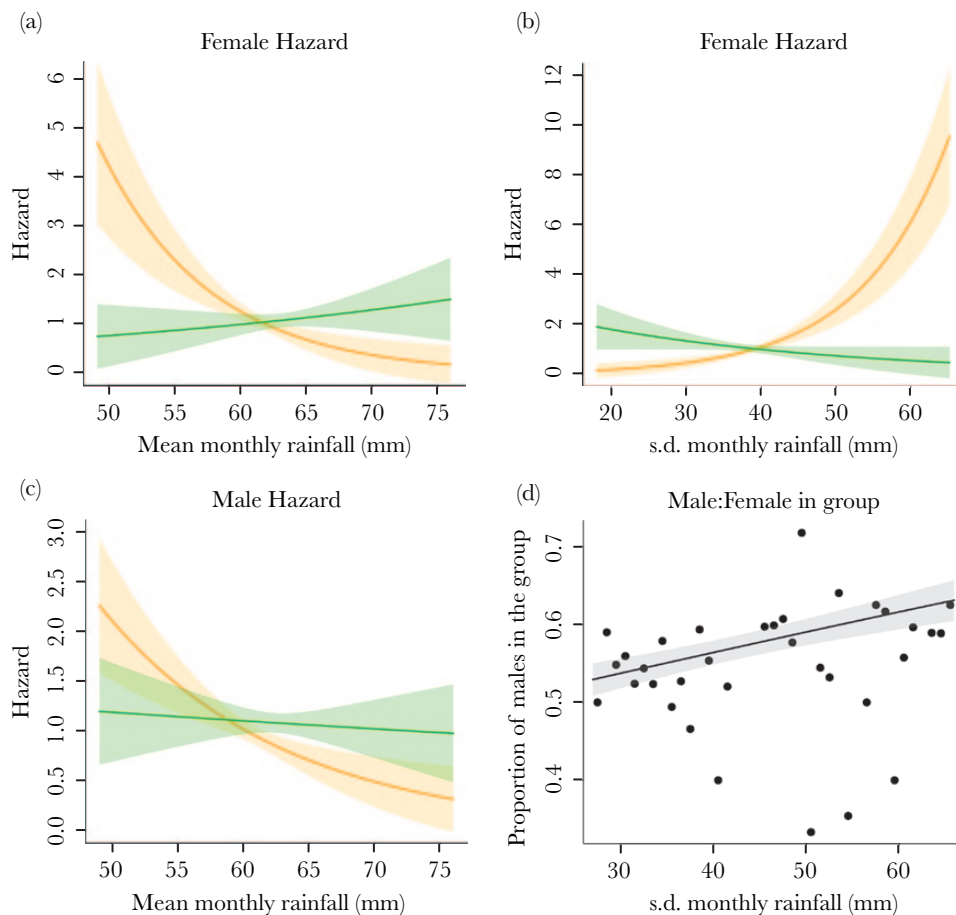 (a)
Female Hazard
Hazard
0 1 2 3 4 5 6
50 55 60 65 70 75
Mean monthly rainfall (mm)
(b)
Female Hazard
Hazard
0 2 4 6 8 10 12
20 30 40 50 60
s.d. monthly rainfall (mm)
(c)
Male Hazard
Hazard
0.0 0.5 1.0 1.5 2.0 2.5 3.0
50 55 60 65 70 75
Mean monthly rainfall (mm)
(d)
Male:Female in group
Proportion of males in the group
0.4 0.5 0.6 0.7
30 40 50 60
s.d. monthly rainfall (mm)